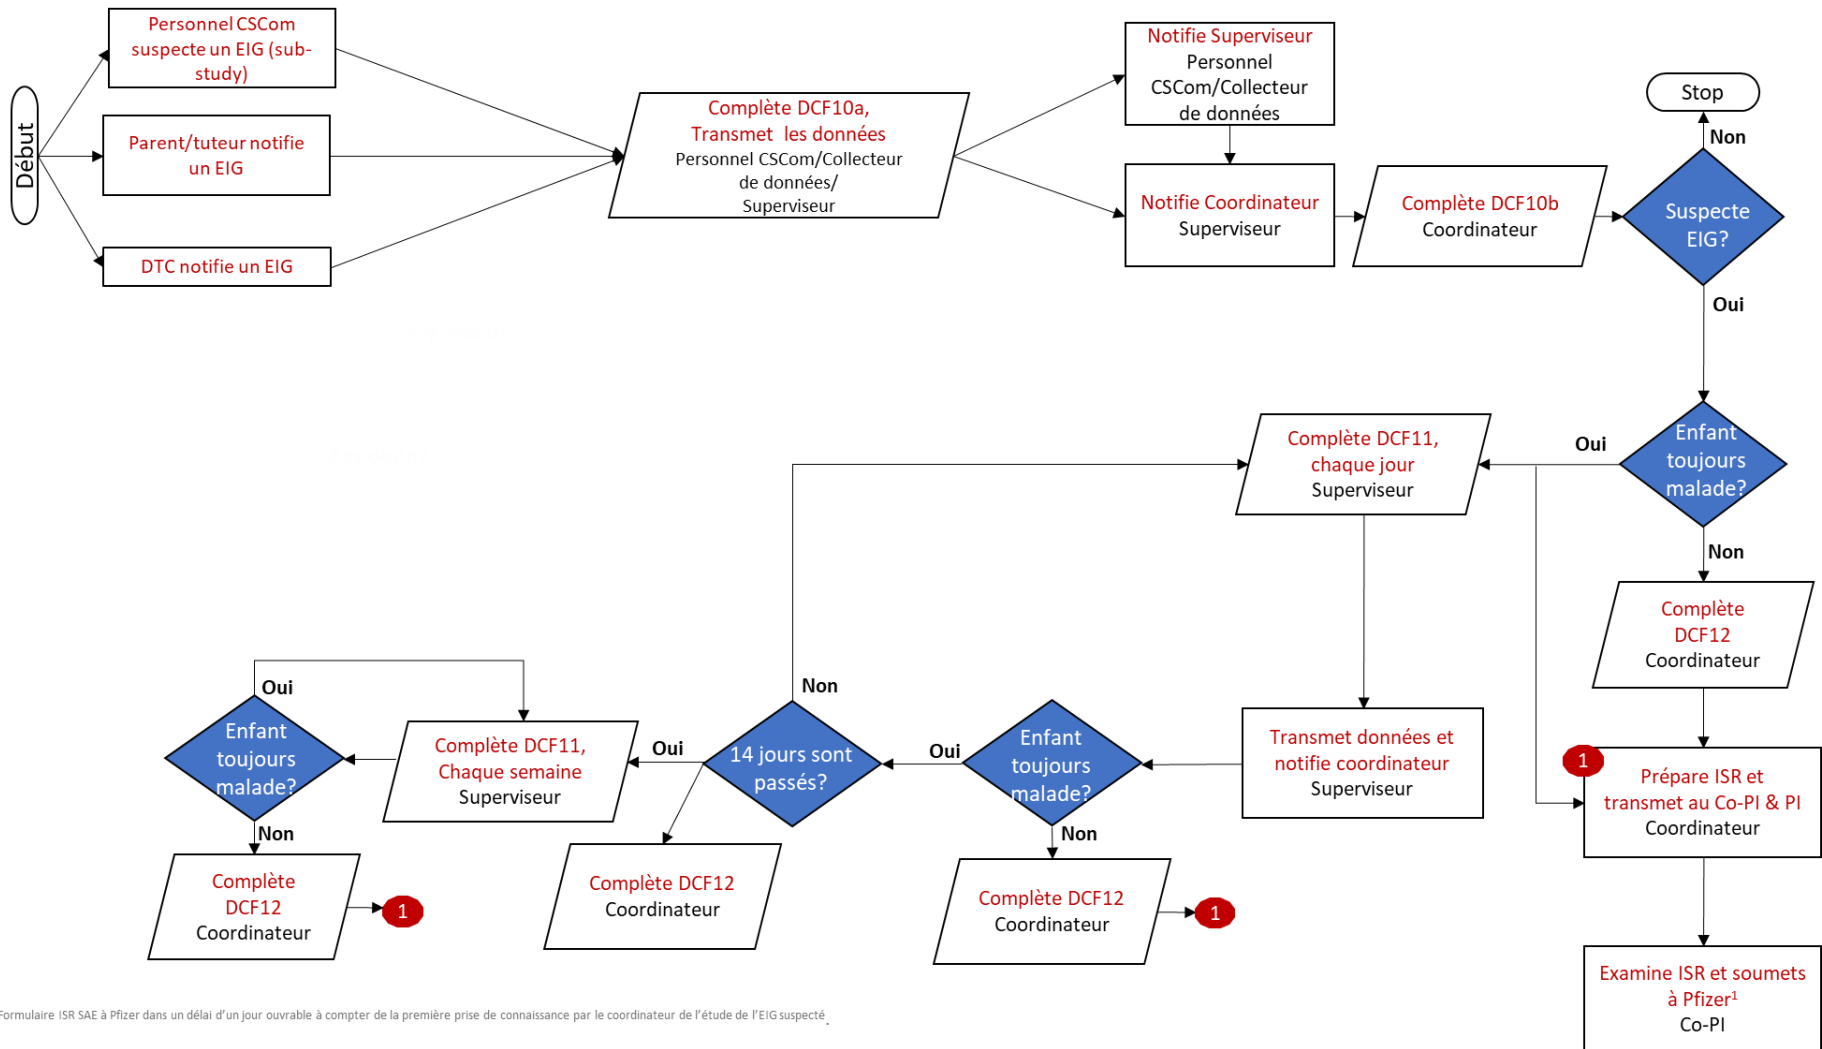 Début
Personnel CSCom
suspecte un EIG (sub-
study)
Parent/tuteur notifie
un EIG
DTC notifie un EIG
Complète DCF10a,
Transmet les données
Personnel CSCom/Collecteur
de données/
Superviseur
Notifie Superviseur
Personnel
CSCom/Collecteur
de données
Notifie Coordinateur
Superviseur
Complète DCF10b
Coordinateur
Stop
Non
Suspecte
EIG?
Oui
Enfant
toujours
malade?
Oui
Non
Complète DCF11,
chaque jour
Superviseur
Complète
DCF12
Coordinateur
1
Prépare ISR et
transmet au Co-PI & PI
Coordinateur
Examine ISR et soumets
à Pfizer¹
Co-PI
Transmet données et
notifie coordinateur
Superviseur
Enfant
toujours
malade?
Oui
Non
Complète DCF12
Coordinateur
1
14 jours sont
passés?
Non
Oui
Complète DCF12
Coordinateur
Complète DCF11,
Chaque semaine
Superviseur
Enfant
toujours
malade?
Oui
Non
Complète
DCF12
Coordinateur
1
Formulaire ISR SAE à Pfizer dans un délai d'un jour ouvrable à compter de la première prise de connaissance par le coordinateur de l'étude de l'EIG suspecté.